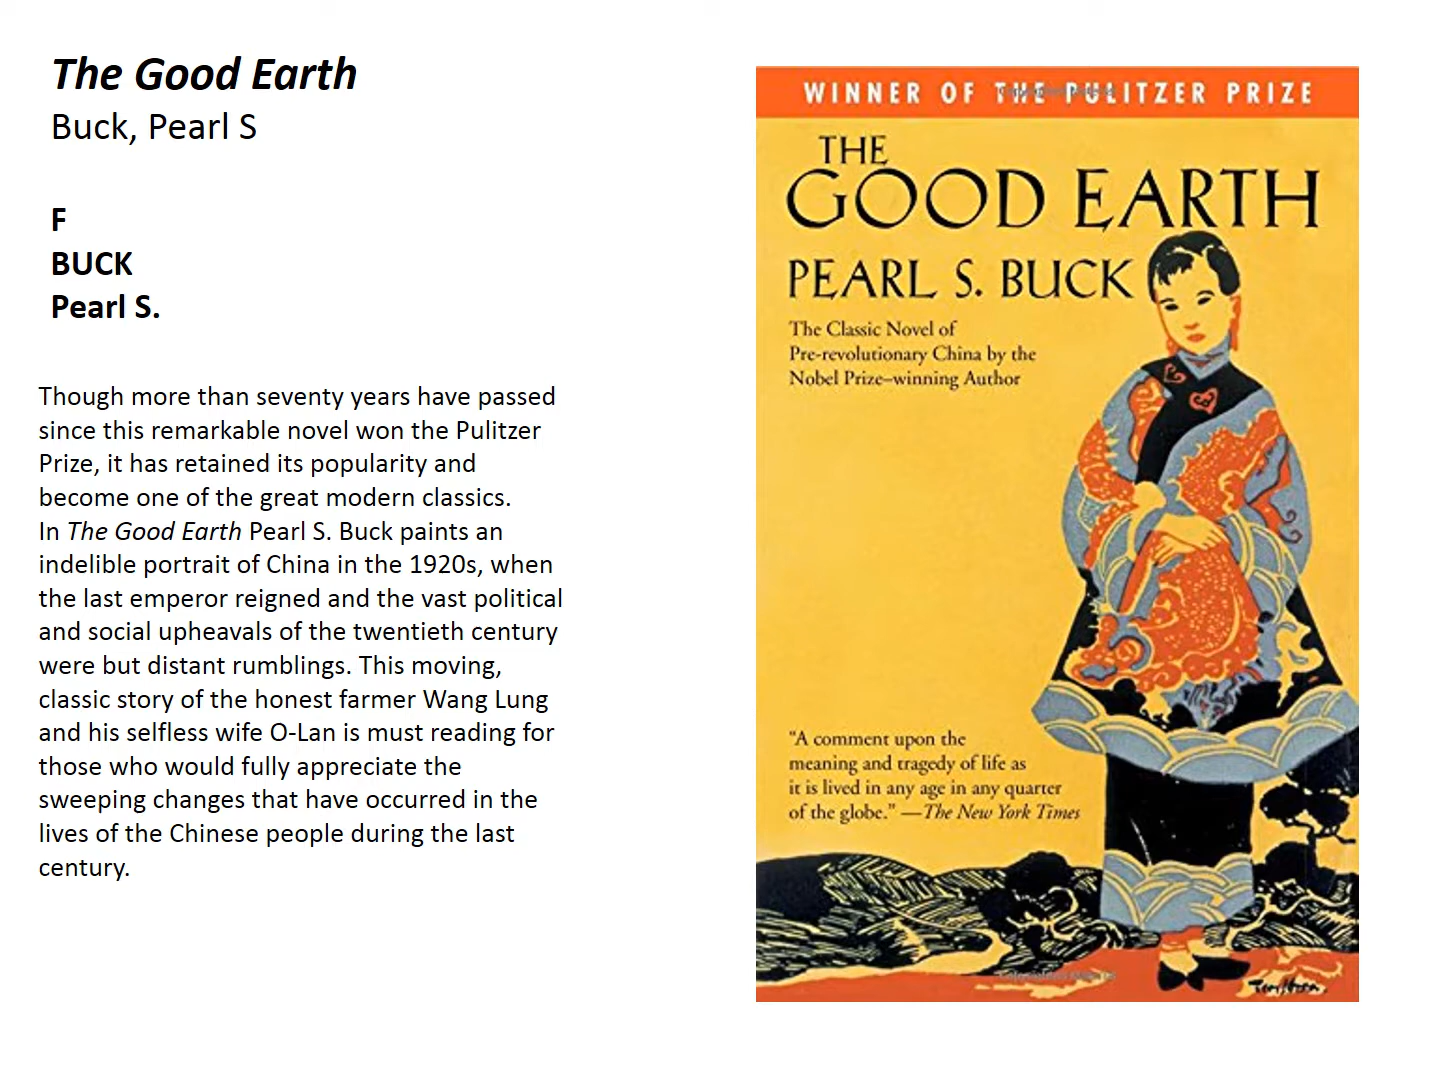 The Good Earth
Buck, Pearl S
F
BUCK
Pearl S.
Though more than seventy years have passed
since this remarkable novel won the Pulitzer
Prize, it has retained its popularity and
become one of the great modern classics.
In The Good Earth Pearl S. Buck paints an
indelible portrait of China in the 1920s, when
the last emperor reigned and the vast political
and social upheavals of the twentieth century
were but distant rumblings. This moving,
classic story of the honest farmer Wang Lung
and his selfless wife O-Lan is must reading for
those who would fully appreciate the
sweeping changes that have occurred in the
lives of the Chinese people during the last
century.
WINNER OF THE PULITZER PRIZE
THE
GOOD EARTH
PEARL S. BUCK
The Classic Novel of
Pre-revolutionary China by the
Nobel Prize–winning Author
“A comment upon the
meaning and tragedy of life as
it is lived in any age in any quarter
of the globe.” —The New York Times